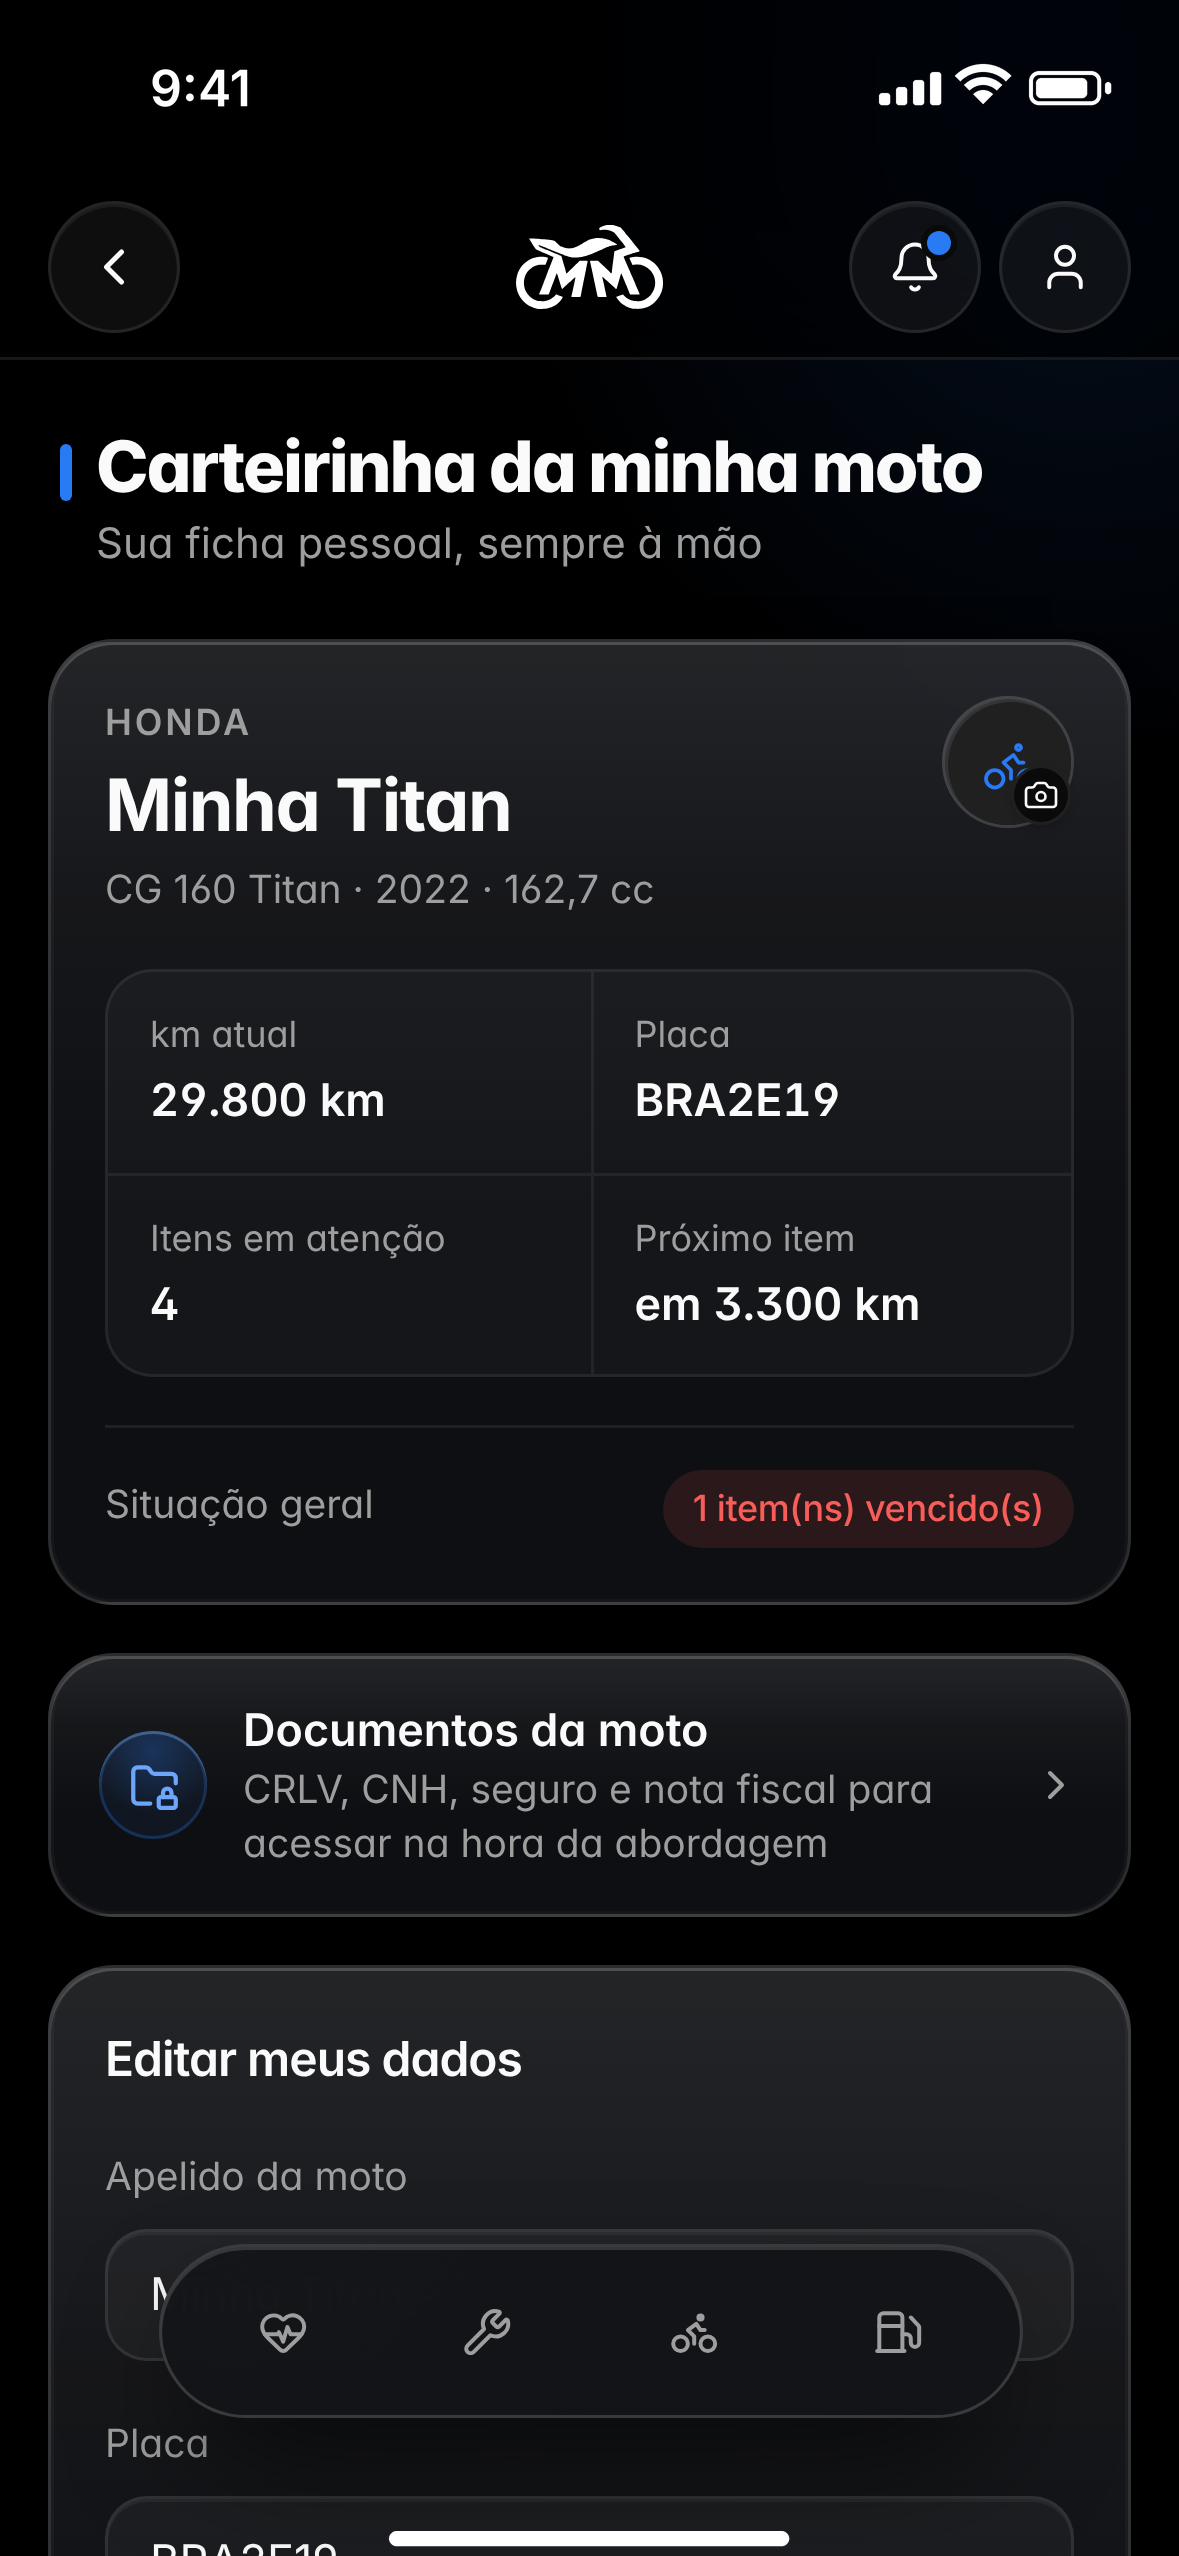 9:41
MM
Carteirinha da minha moto
Sua ficha pessoal, sempre à mão
HONDA
Minha Titan
CG 160 Titan · 2022 · 162,7 cc
km atual
29.800 km
Placa
BRA2E19
Itens em atenção
4
Próximo item
em 3.300 km
Situação geral
1 item(ns) vencido(s)
Documentos da moto
CRLV, CNH, seguro e nota fiscal para
acessar na hora da abordagem
Editar meus dados
Apelido da moto
Placa
BRA2E19